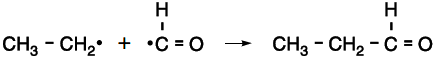 H H
CH₃ – CH₂• + •C = O → CH₃ – CH₂ – C = O